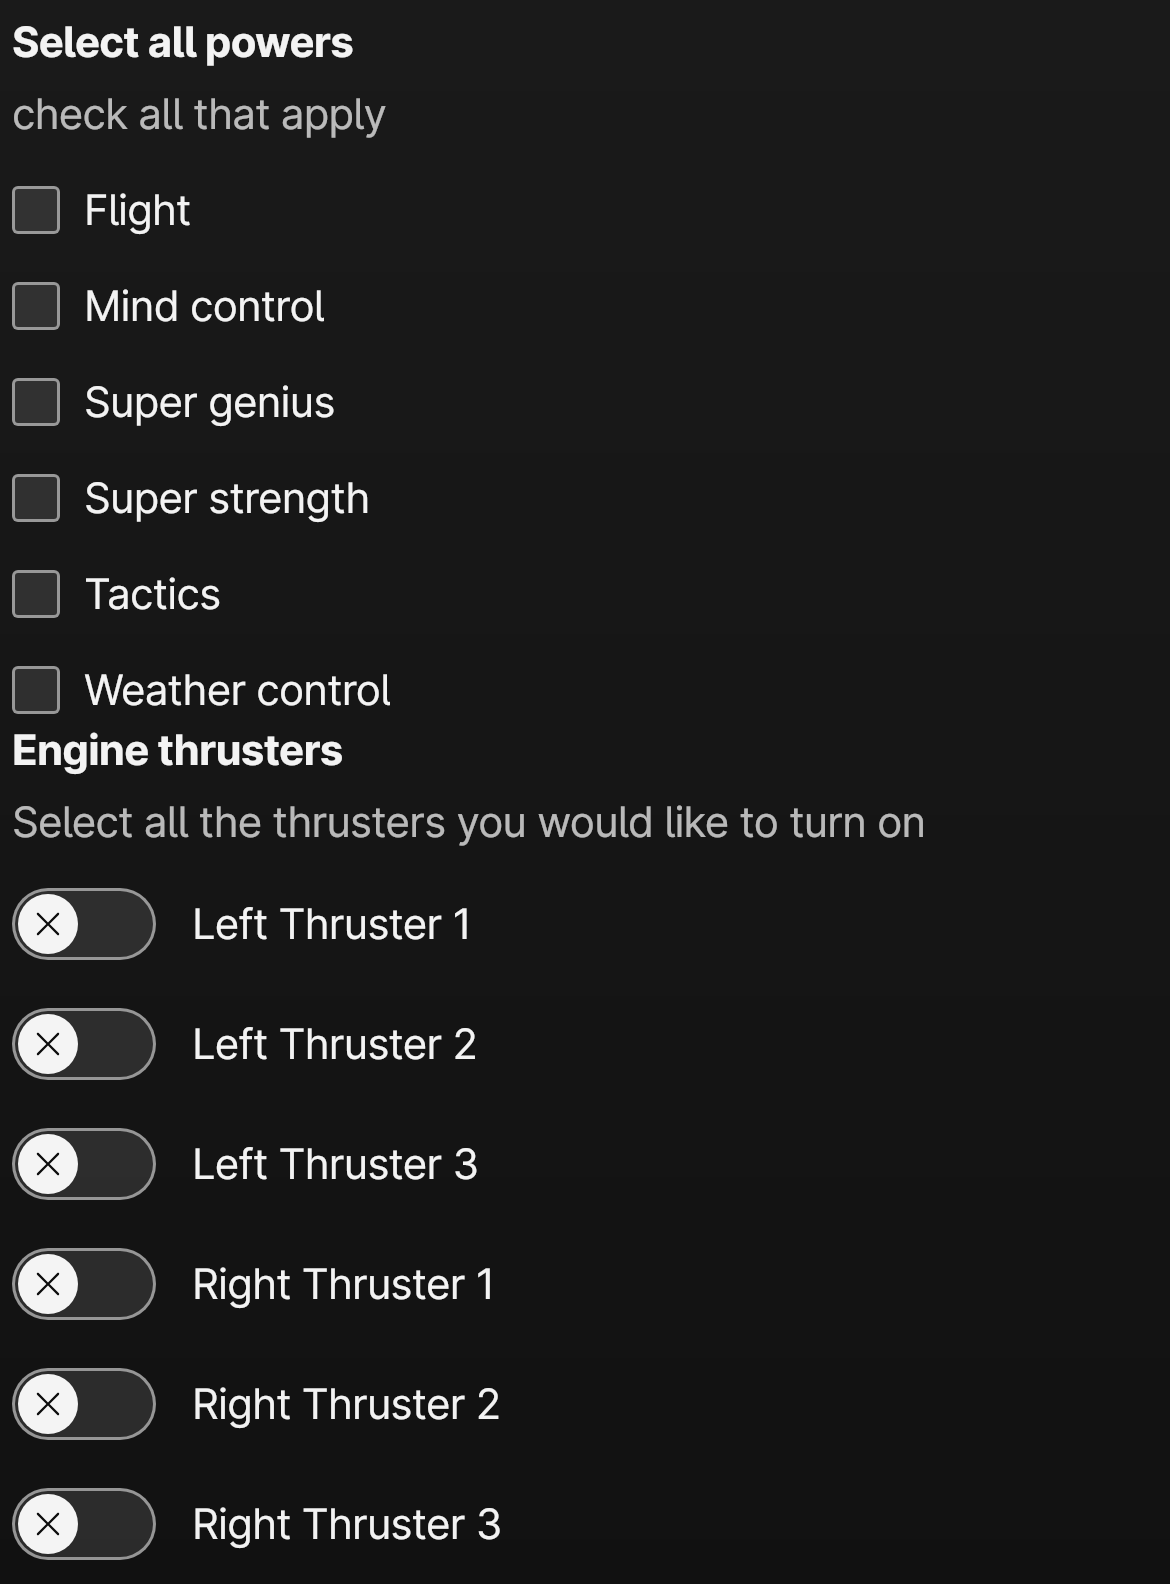 Select all powers
check all that apply
Flight
Mind control
Super genius
Super strength
Tactics
Weather control
Engine thrusters
Select all the thrusters you would like to turn on
Left Thruster 1
Left Thruster 2
Left Thruster 3
Right Thruster 1
Right Thruster 2
Right Thruster 3